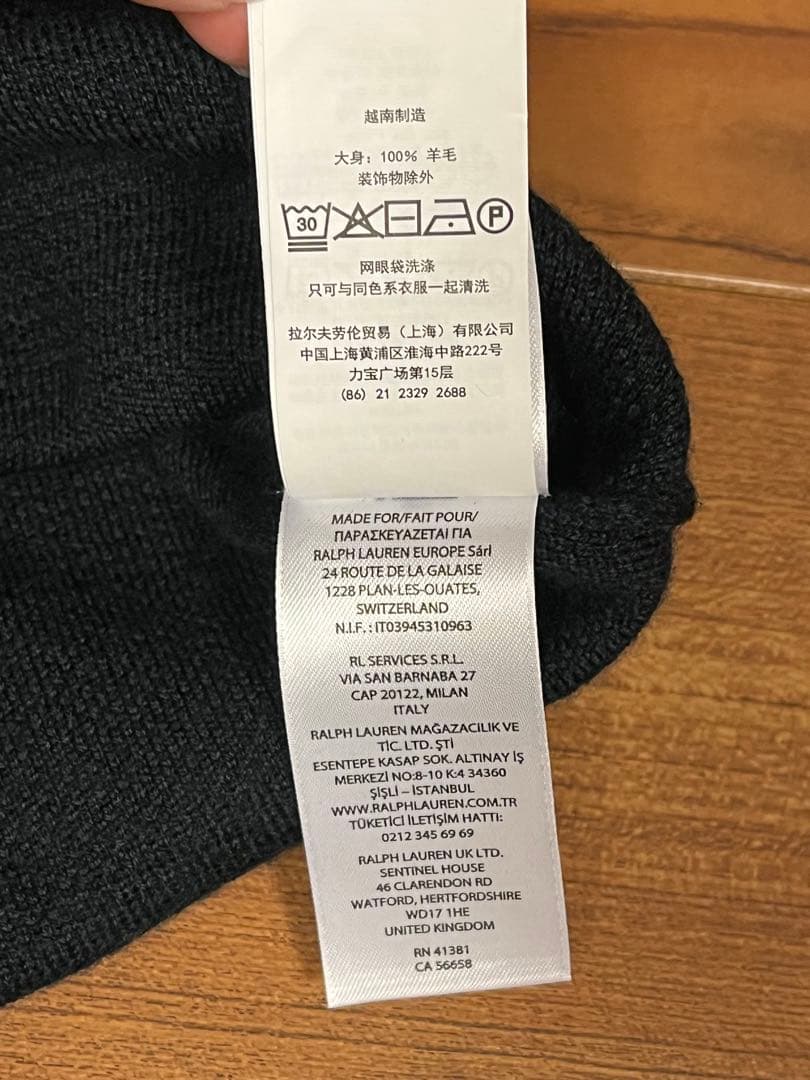 越南制造
大身：100% 羊毛
装饰物除外
30 P
网眼袋洗涤
只可与同色系衣服一起清洗
拉尔夫劳伦贸易（上海）有限公司
中国上海黄浦区淮海中路222号
力宝广场第15层
(86) 21 2329 2688
MADE FOR/FAIT POUR/
ΠΑΡΑΣΚΕΥΑΖΕΤΑΙ ΓΙΑ
RALPH LAUREN EUROPE Sárl
24 ROUTE DE LA GALAISE
1228 PLAN-LES-OUATES,
SWITZERLAND
N.I.F. : IT03945310963
RL SERVICES S.R.L.
VIA SAN BARNABA 27
CAP 20122, MILAN
ITALY
RALPH LAUREN MAĞAZACILIK VE
TİC. LTD. ŞTİ
ESENTEPE KASAP SOK. ALTINAY İŞ
MERKEZİ NO:8-10 K:4 34360
ŞİŞLİ – İSTANBUL
WWW.RALPHLAUREN.COM.TR
TÜKETİCİ İLETİŞİM HATTI:
0212 345 69 69
RALPH LAUREN UK LTD.
SENTINEL HOUSE
46 CLARENDON RD
WATFORD, HERTFORDSHIRE
WD17 1HE
UNITED KINGDOM
RN 41381
CA 56658